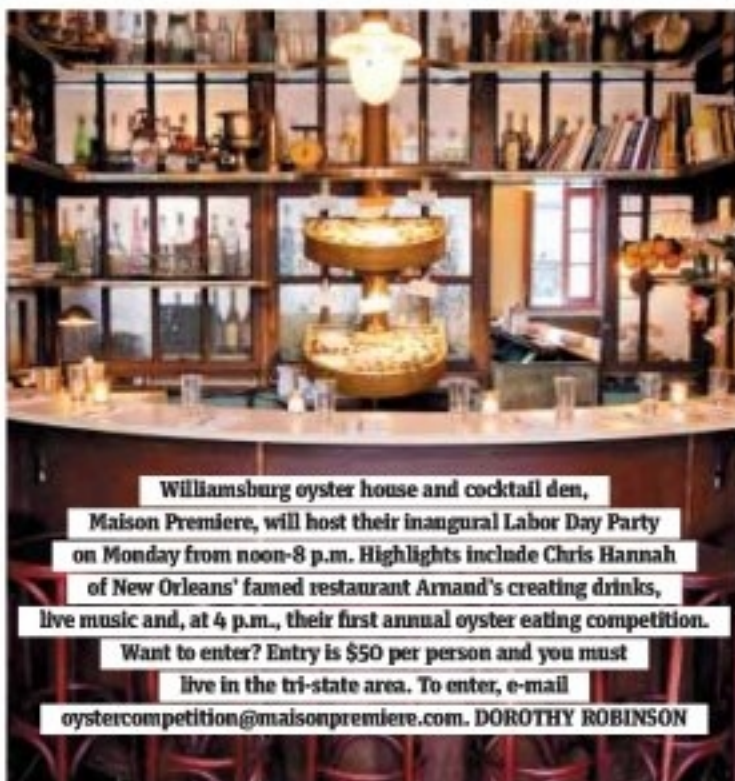 Williamsburg oyster house and cocktail den,
Maison Premiere, will host their inaugural Labor Day Party
on Monday from noon-8 p.m. Highlights include Chris Hannah
of New Orleans' famed restaurant Arnaud's creating drinks,
live music and, at 4 p.m., their first annual oyster eating competition.
Want to enter? Entry is $50 per person and you must
live in the tri-state area. To enter, e-mail
oystercompetition@maisonpremiere.com. DOROTHY ROBINSON